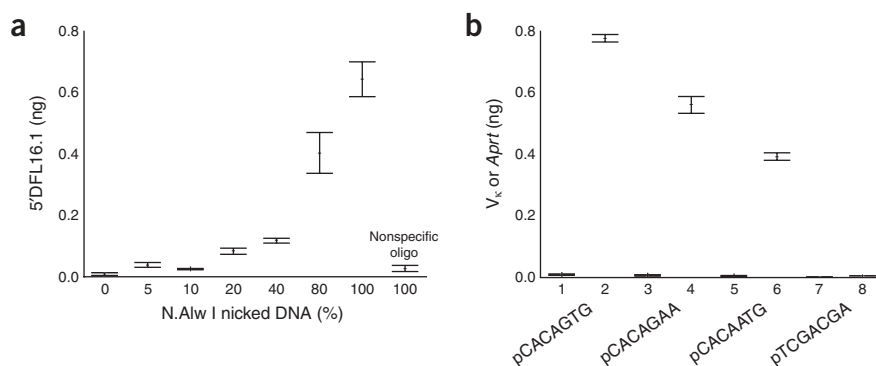 a
5′DFL16.1 (ng)
0.8
0.6
0.4
0.2
0.0
Nonspecific
oligo
0 5 10 20 40 80 100 100
N.Alw I nicked DNA (%)
b
Vκ or Aprt (ng)
0.8
0.6
0.4
0.2
0.0
1 2 3 4 5 6 7 8
pCACAGTG pCACAGAA pCACAATG pTCGACGA